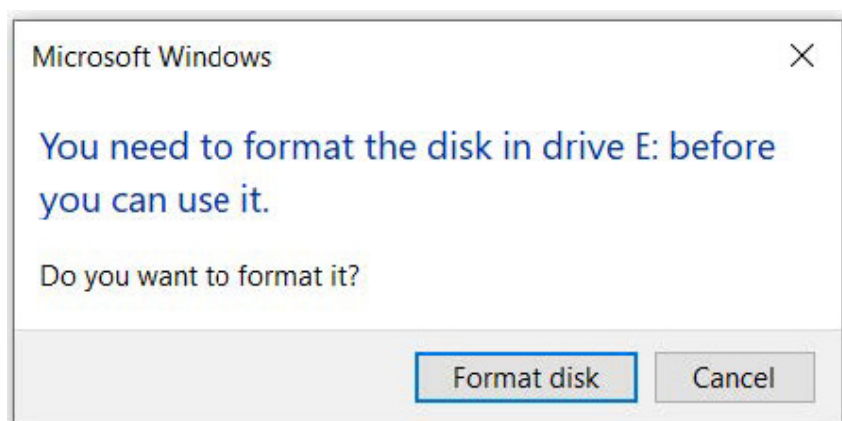 Microsoft Windows
You need to format the disk in drive E: before
you can use it.
Do you want to format it?
Format disk
Cancel